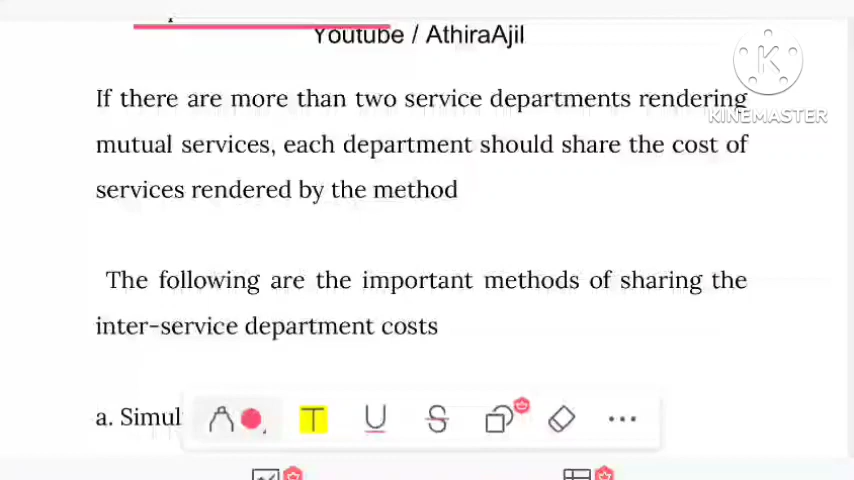 Youtube / AthiraAjil
K
KINEMASTER
If there are more than two service departments rendering
mutual services, each department should share the cost of
services rendered by the method
The following are the important methods of sharing the
inter-service department costs
a. Simul
T
U
S